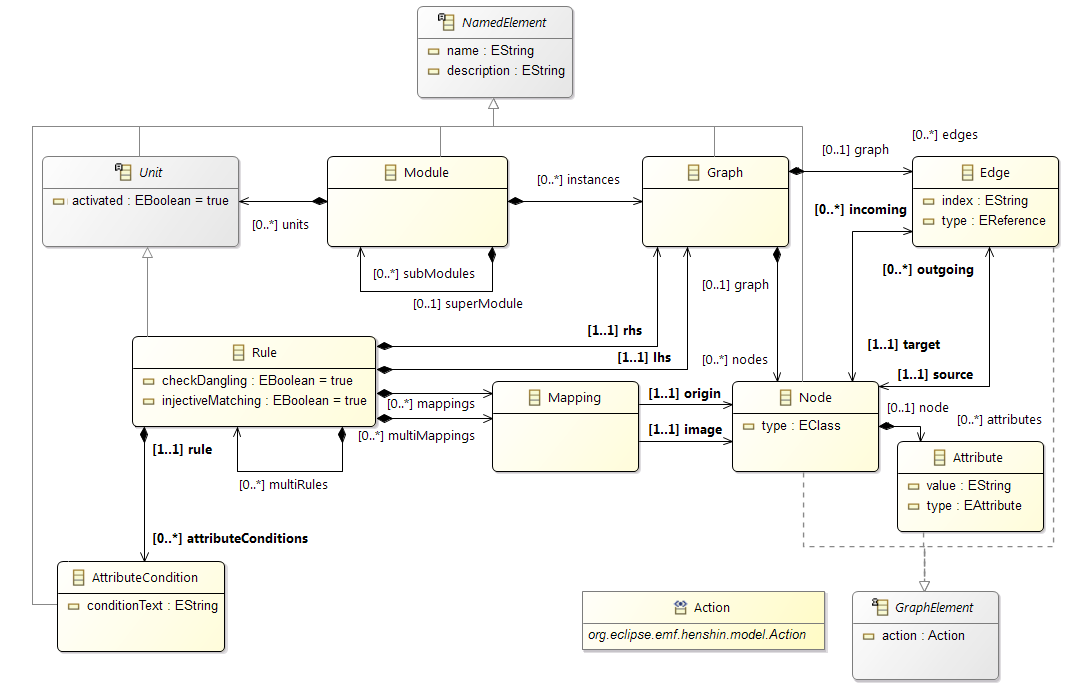 NamedElement
name : EString
description : EString
[0..*] edges
[0..1] graph
Unit
activated : EBoolean = true
Module
[0..*] instances
Graph
Edge
index : EString
type : EReference
[0..*] units
[0..*] incoming
[0..*] subModules
[0..1] superModule
[0..1] graph
[0..*] outgoing
[1..1] rhs
[1..1] lhs
[0..*] nodes
[1..1] target
[1..1] source
Rule
checkDangling : EBoolean = true
injectiveMatching : EBoolean = true
[0..*] mappings
[0..*] multiMappings
Mapping
[1..1] origin
[1..1] image
Node
type : EClass
[0..1] node
[0..*] attributes
Attribute
value : EString
type : EAttribute
[1..1] rule
[0..*] multiRules
[0..*] attributeConditions
AttributeCondition
conditionText : EString
Action
org.eclipse.emf.henshin.model.Action
GraphElement
action : Action